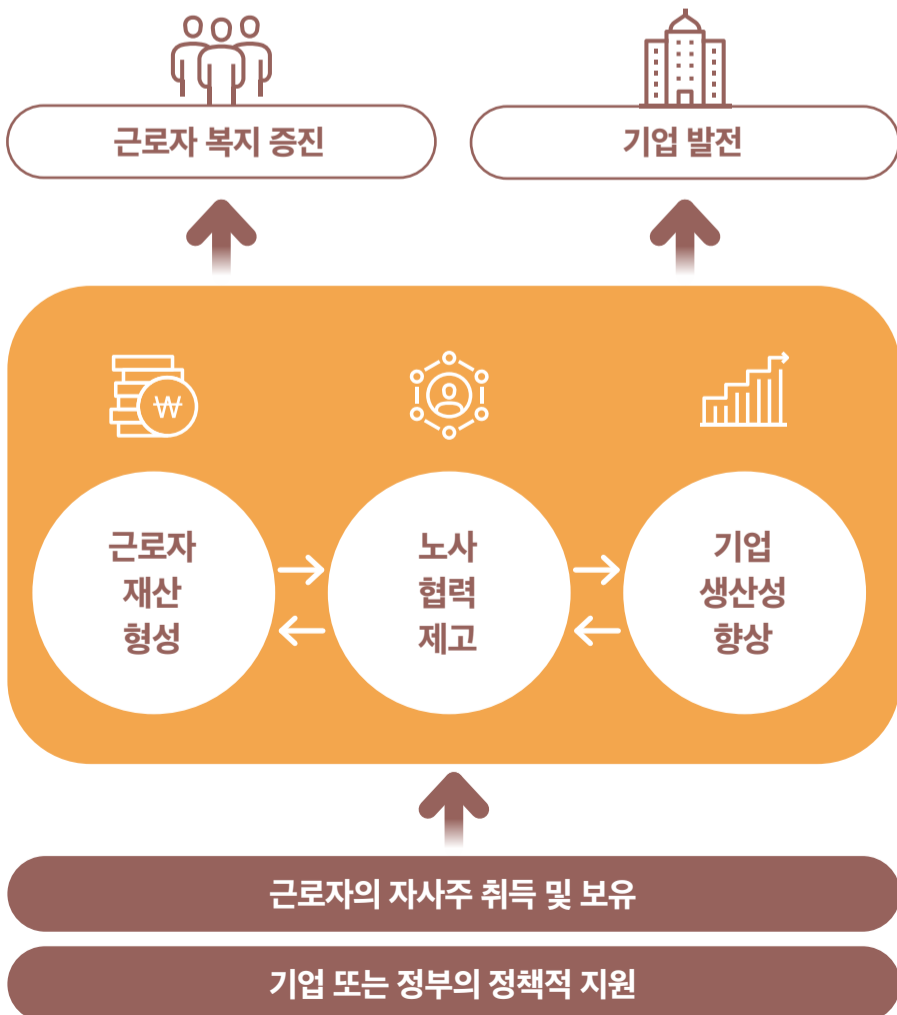 근로자 복지 증진
기업 발전
₩
근로자
재산
형성
노사
협력
제고
기업
생산성
향상
근로자의 자사주 취득 및 보유
기업 또는 정부의 정책적 지원